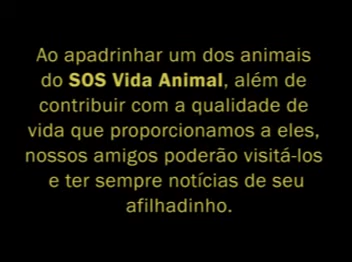 Ao apadrinhar um dos animais
do SOS Vida Animal, além de
contribuir com a qualidade de
vida que proporcionamos a eles,
nossos amigos poderão visitá-los
e ter sempre notícias de seu
afilhadinho.